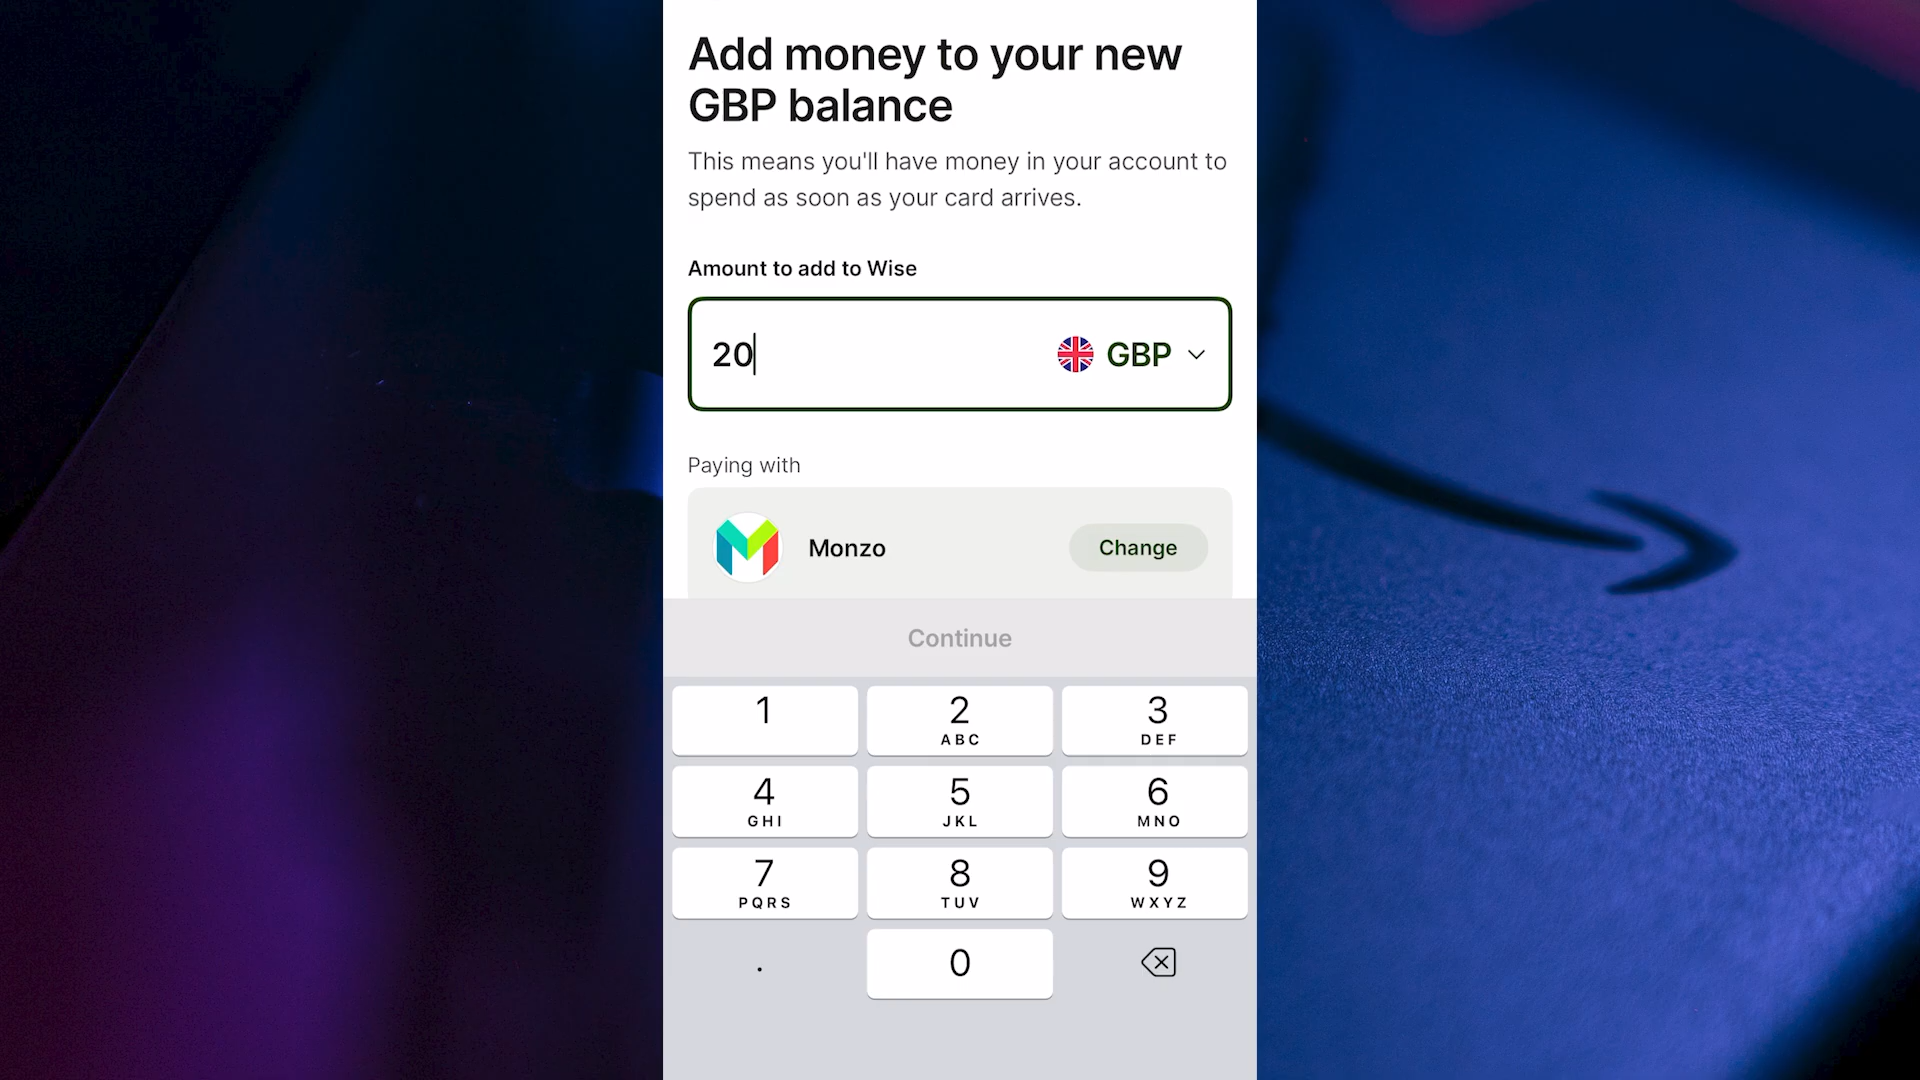 Add money to your new
GBP balance
This means you'll have money in your account to
spend as soon as your card arrives.
Amount to add to Wise
20
GBP
Paying with
Monzo
Change
Continue
1
2
ABC
3
DEF
4
GHI
5
JKL
6
MNO
7
PQRS
8
TUV
9
WXYZ
.
0